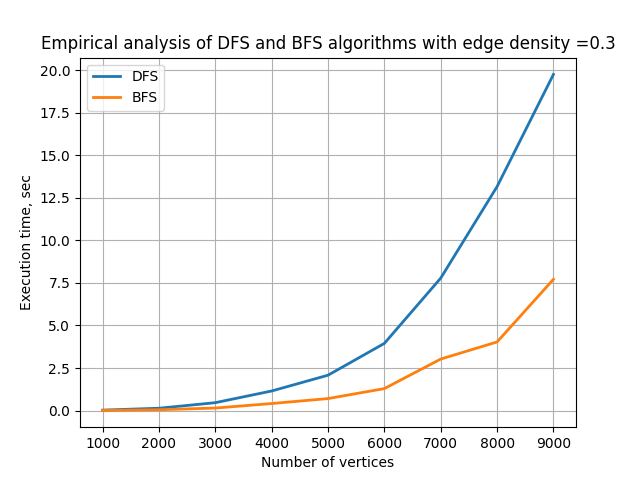 Empirical analysis of DFS and BFS algorithms with edge density =0.3
DFS
BFS
20.0
17.5
15.0
12.5
10.0
7.5
5.0
2.5
0.0
Execution time, sec
1000 2000 3000 4000 5000 6000 7000 8000 9000
Number of vertices